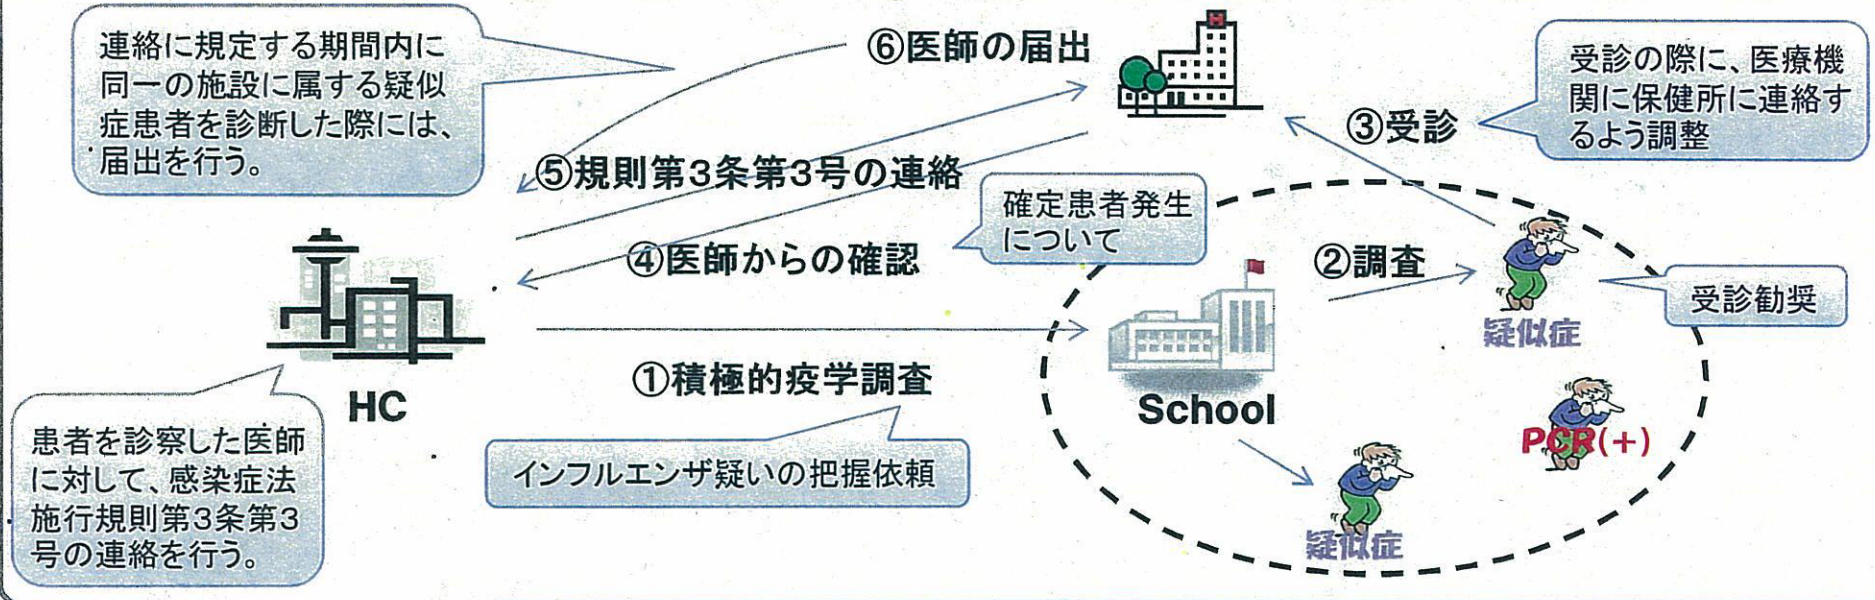 連絡に規定する期間内に
同一の施設に属する疑似
症患者を診断した際には、
届出を行う。
⑥医師の届出
H
受診の際に、医療機
関に保健所に連絡す
るよう調整
③受診
⑤規則第3条第3号の連絡
確定患者発生
について
④医師からの確認
②調査
受診勧奨
疑似症
①積極的疫学調査
HC
School
PCR(+)
患者を診察した医師
に対して、感染症法
施行規則第3条第3
号の連絡を行う。
インフルエンザ疑いの把握依頼
疑似症